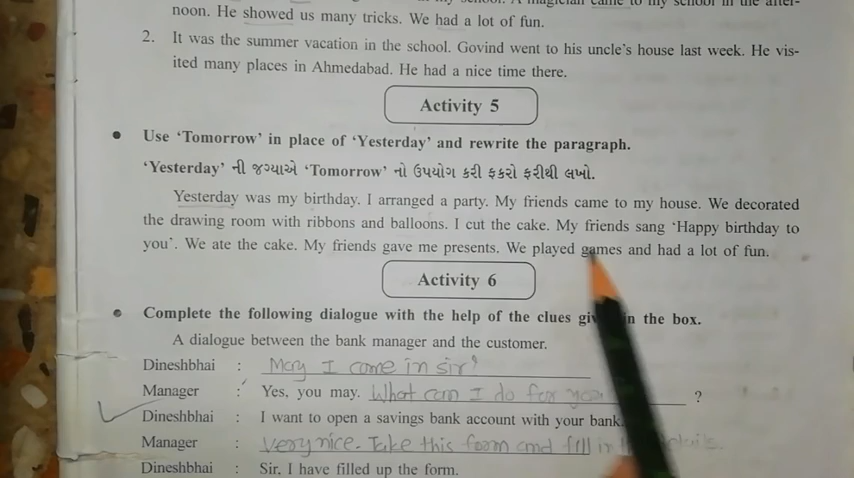 noon. He showed us many tricks. We had a lot of fun.
2. It was the summer vacation in the school. Govind went to his uncle's house last week. He vis-
ited many places in Ahmedabad. He had a nice time there.
Activity 5
• Use 'Tomorrow' in place of 'Yesterday' and rewrite the paragraph.
'Yesterday' ની જગ્યાએ 'Tomorrow' નો ઉપયોગ કરી ફકરો ફરીથી લખો.
Yesterday was my birthday. I arranged a party. My friends came to my house. We decorated
the drawing room with ribbons and balloons. I cut the cake. My friends sang 'Happy birthday to
you'. We ate the cake. My friends gave me presents. We played games and had a lot of fun.
Activity 6
• Complete the following dialogue with the help of the clues in the box.
A dialogue between the bank manager and the customer.
Dineshbhai : May I come in sir?
Manager : Yes, you may. What can I do for you ?
Dineshbhai : I want to open a savings bank account with your bank.
Manager : Very nice. Take this form and fill in
Dineshbhai : Sir, I have filled up the form.